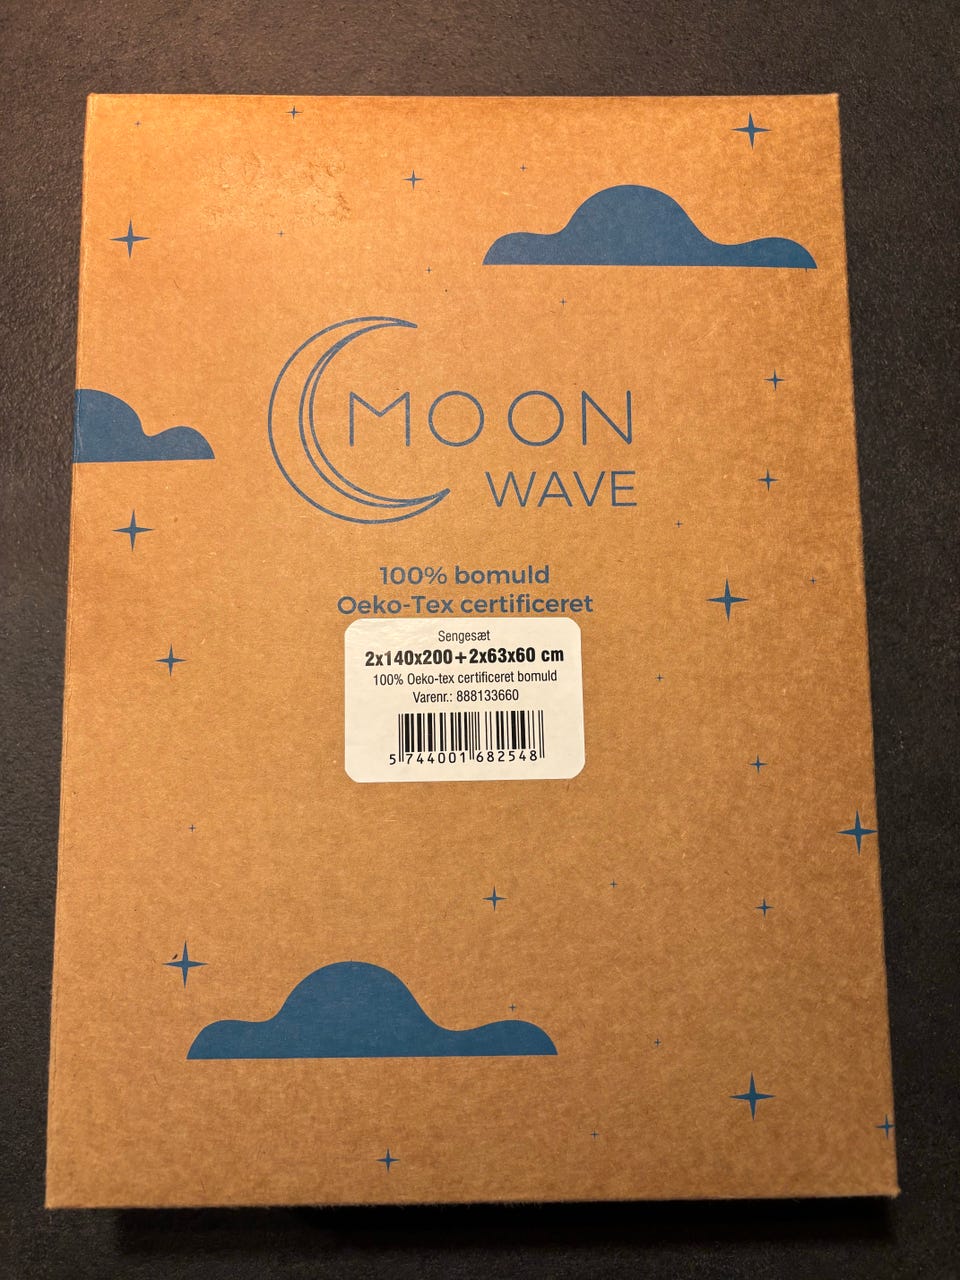 MOON
WAVE
100% bomuld
Oeko-Tex certificeret
Sengesæt
2x140x200+2x63x60 cm
100% Oeko-tex certificeret bomuld
Varenr.: 888133660
5 744001 682548